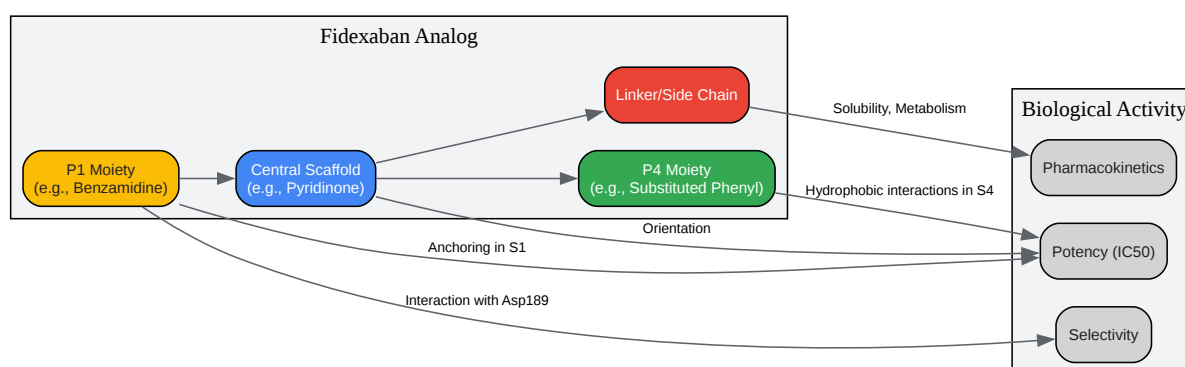 Fidexaban Analog
Biological Activity
Linker/Side Chain
Solubility, Metabolism
P1 Moiety
(e.g., Benzamidine)
Central Scaffold
(e.g., Pyridinone)
P4 Moiety
(e.g., Substituted Phenyl)
Pharmacokinetics
Hydrophobic interactions in S4
Orientation
Anchoring in S1
Potency (IC50)
Interaction with Asp189
Selectivity